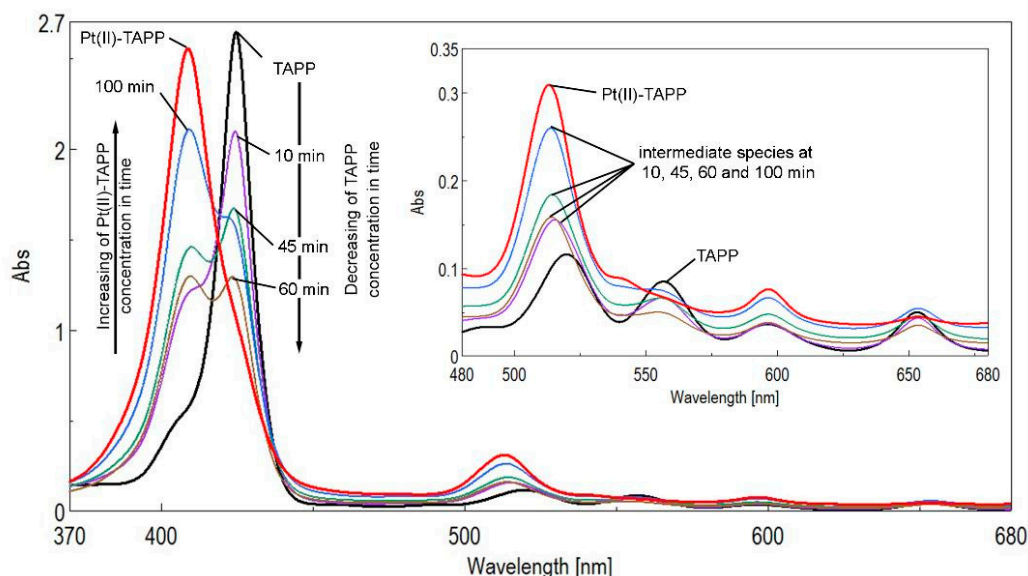 2.7
2
1
0
Abs
370
400
500
600
680
Wavelength [nm]
Pt(II)-TAPP
100 min
TAPP
10 min
45 min
60 min
Increasing of Pt(II)-TAPP
concentration in time
Decreasing of TAPP
concentration in time
0.35
0.3
0.2
0.1
0
Abs
480
500
550
600
650
680
Wavelength [nm]
Pt(II)-TAPP
intermediate species at
10, 45, 60 and 100 min
TAPP